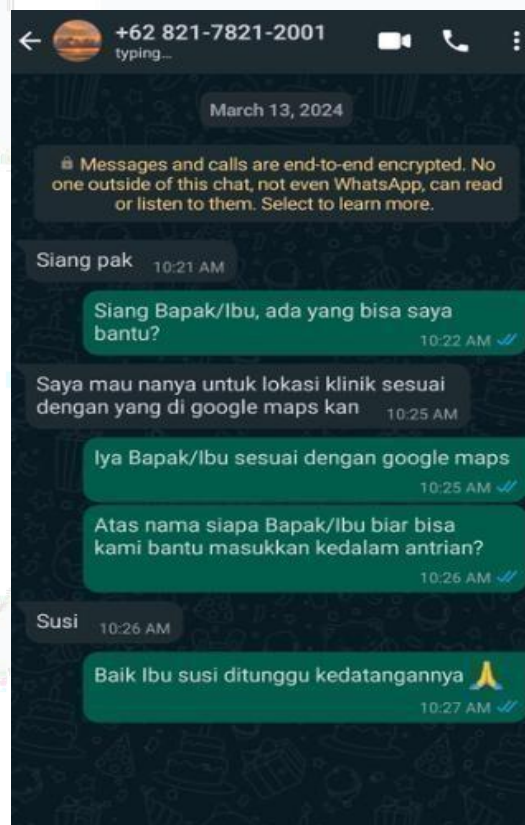 +62 821-7821-2001
typing...
March 13, 2024
Messages and calls are end-to-end encrypted. No
one outside of this chat, not even WhatsApp, can read
or listen to them. Select to learn more.
Siang pak 10:21 AM
Siang Bapak/Ibu, ada yang bisa saya
bantu?
10:22 AM
Saya mau nanya untuk lokasi klinik sesuai
dengan yang di google maps kan 10:25 AM
Iya Bapak/Ibu sesuai dengan google maps
10:25 AM
Atas nama siapa Bapak/Ibu biar bisa
kami bantu masukkan kedalam antrian?
10:26 AM
Susi 10:26 AM
Baik Ibu susi ditunggu kedatangannya 🙏
10:27 AM